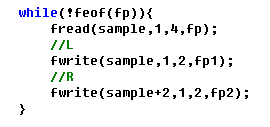 while(!feof(fp)){
fread(sample,1,4,fp);
//L
fwrite(sample,1,2,fp1);
//R
fwrite(sample+2,1,2,fp2);
}